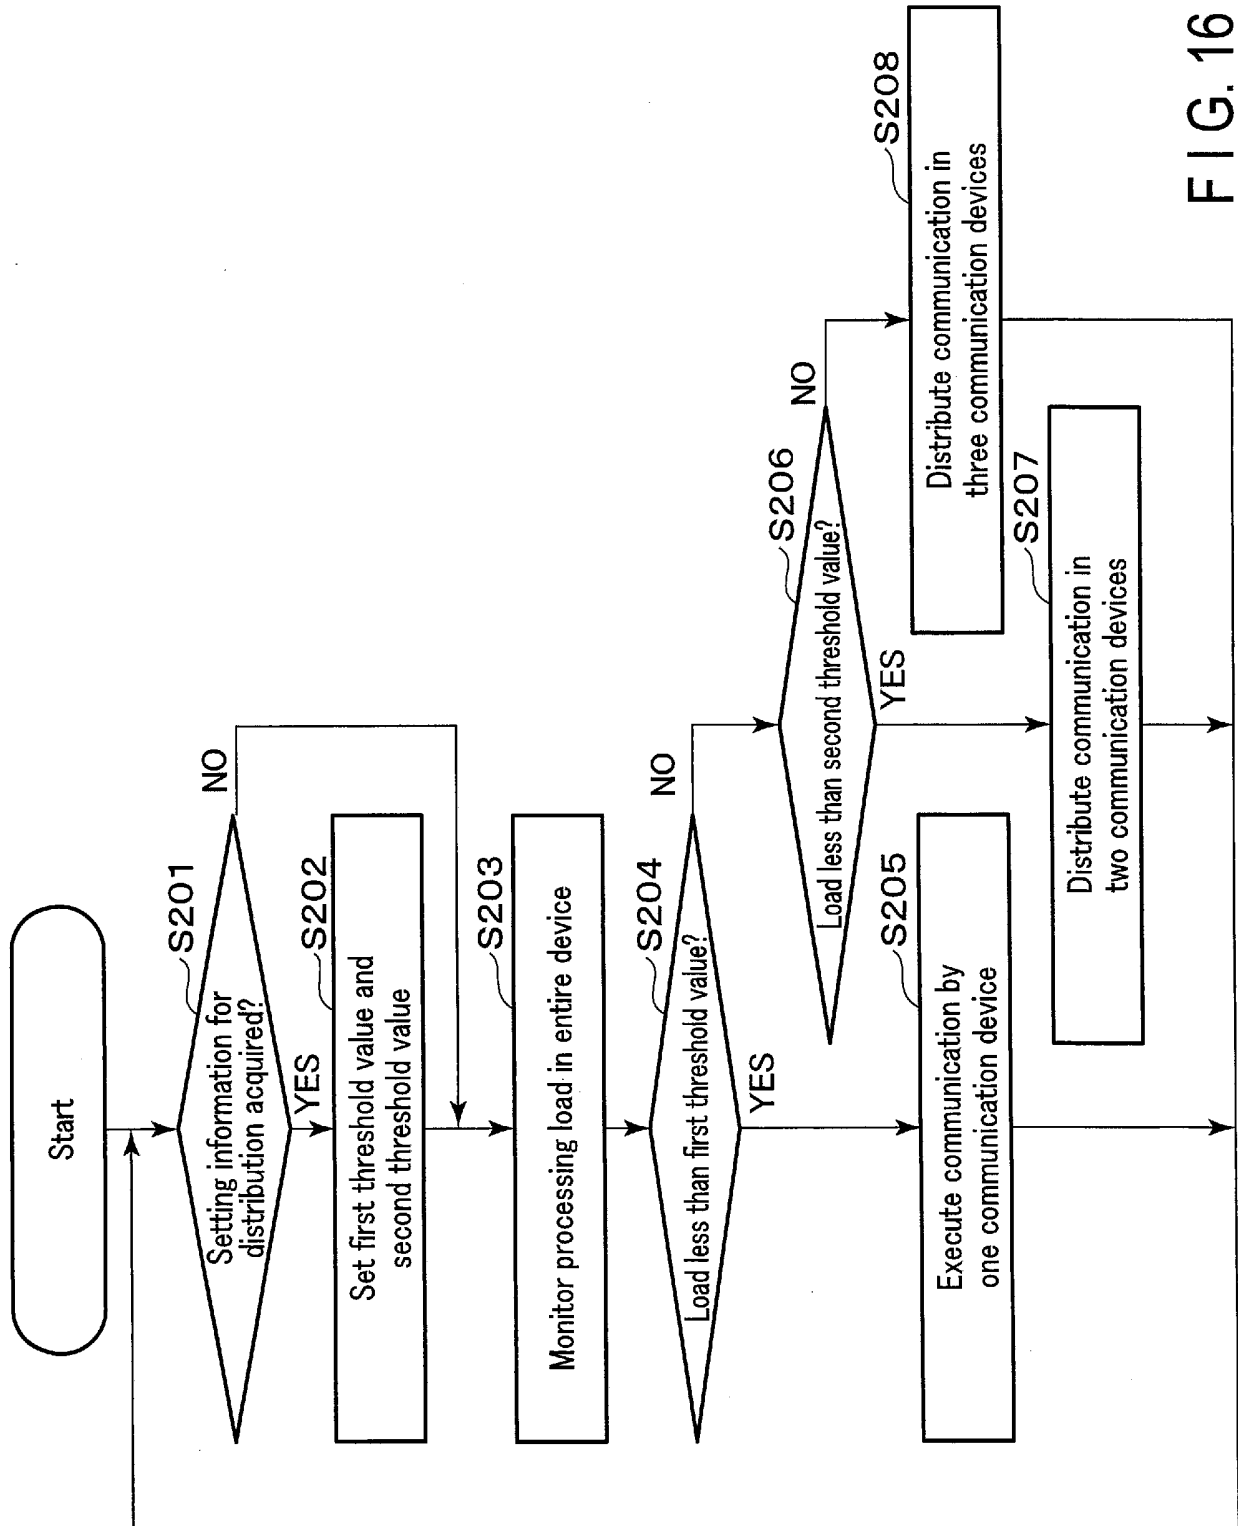 Start
S201
Setting information for
distribution acquired?
NO
YES
S202
Set first threshold value and
second threshold value
S203
Monitor processing load in entire device
S204
Load less than first threshold value?
NO
YES
S205
Execute communication by
one communication device
S206
Load less than second threshold value?
NO
YES
S207
Distribute communication in
two communication devices
S208
Distribute communication in
three communication devices
FIG. 16